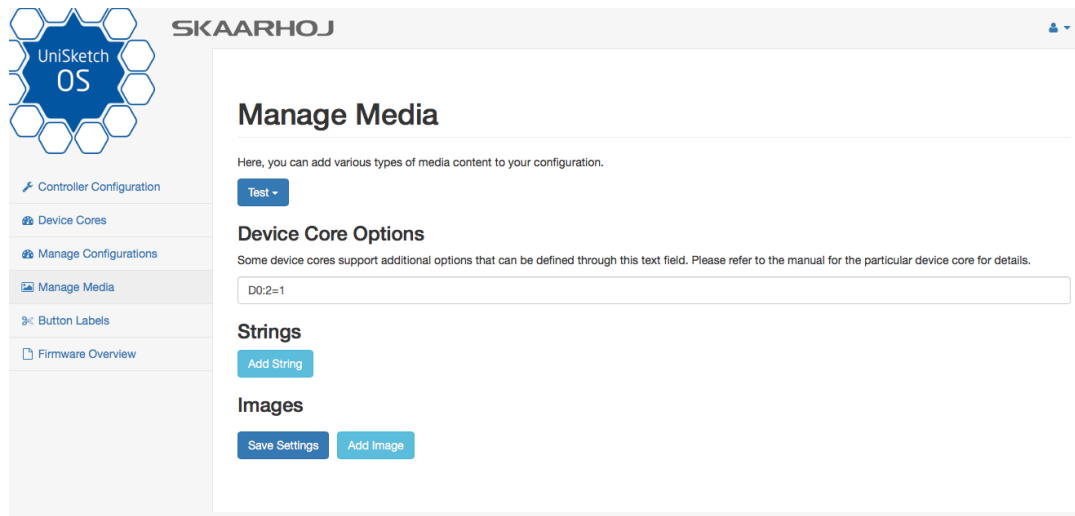 SKAARHOJ
UniSketch
OS
Controller Configuration
Device Cores
Manage Configurations
Manage Media
Button Labels
Firmware Overview
Manage Media
Here, you can add various types of media content to your configuration.
Test
Device Core Options
Some device cores support additional options that can be defined through this text field. Please refer to the manual for the particular device core for details.
D0:2=1
Strings
Add String
Images
Save Settings
Add Image